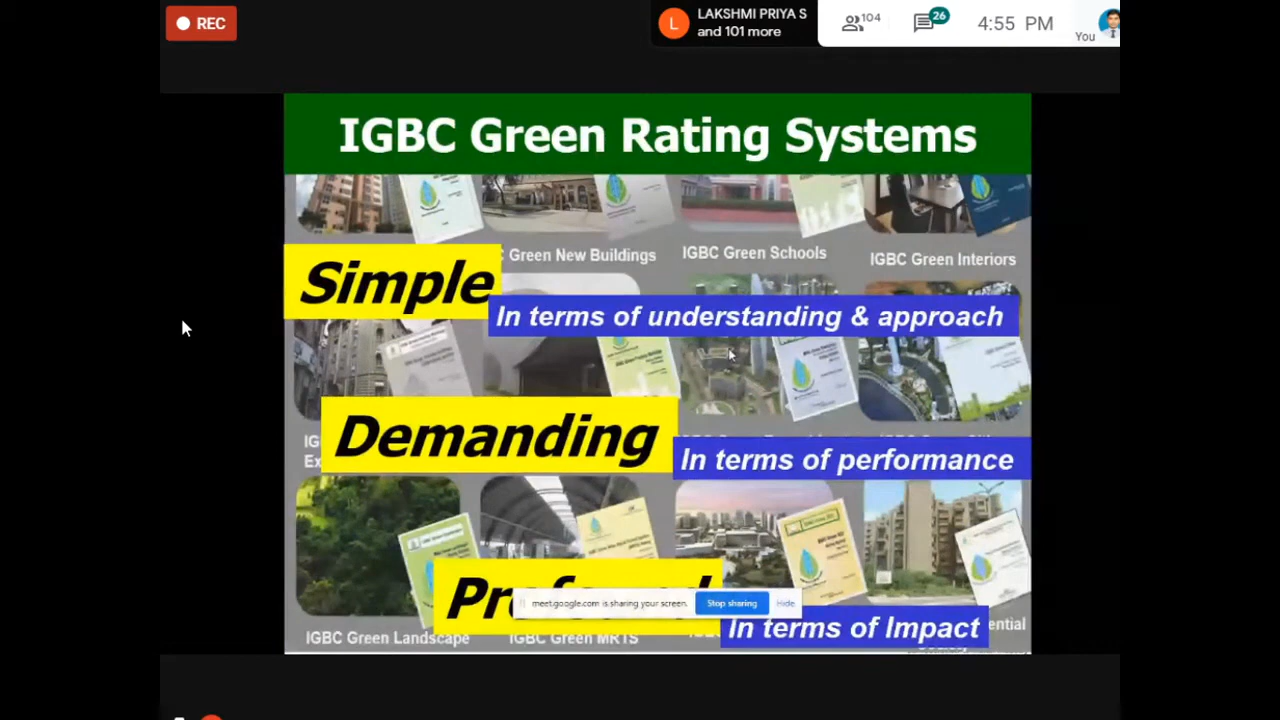 REC
L
LAKSHMI PRIYA S
and 101 more
104
26
4:55 PM
You
IGBC Green Rating Systems
Green New Buildings
IGBC Green Schools
IGBC Green Interiors
Simple
In terms of understanding & approach
Demanding
In terms of performance
meet.google.com is sharing your screen.
Stop sharing
Hide
In terms of Impact
IGBC Green Landscape
IGBC Green MRTS